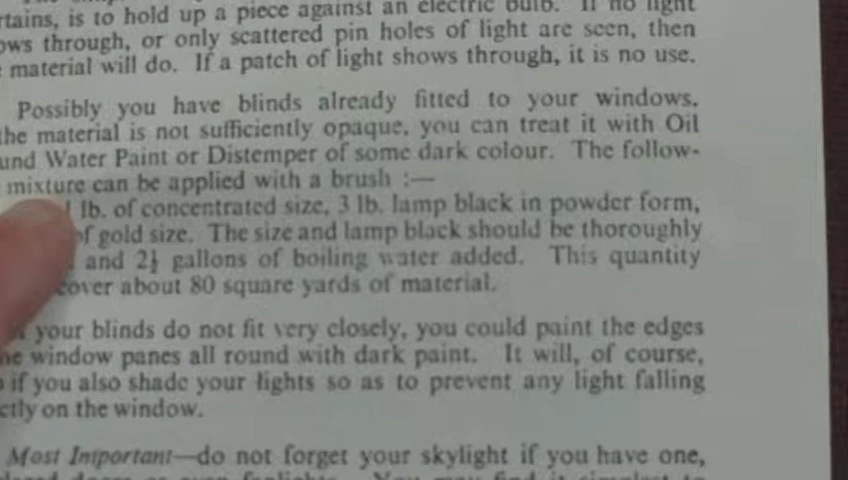 rtains, is to hold up a piece against an electric bulb. If no light
ows through, or only scattered pin holes of light are seen, then
material will do. If a patch of light shows through, it is no use.
Possibly you have blinds already fitted to your windows.
the material is not sufficiently opaque, you can treat it with Oil
und Water Paint or Distemper of some dark colour. The follow-
mixture can be applied with a brush :—
1 lb. of concentrated size, 3 lb. lamp black in powder form,
of gold size. The size and lamp black should be thoroughly
and 2½ gallons of boiling water added. This quantity
cover about 80 square yards of material.
your blinds do not fit very closely, you could paint the edges
he window panes all round with dark paint. It will, of course,
if you also shade your lights so as to prevent any light falling
ctly on the window.
Most Important—do not forget your skylight if you have one,